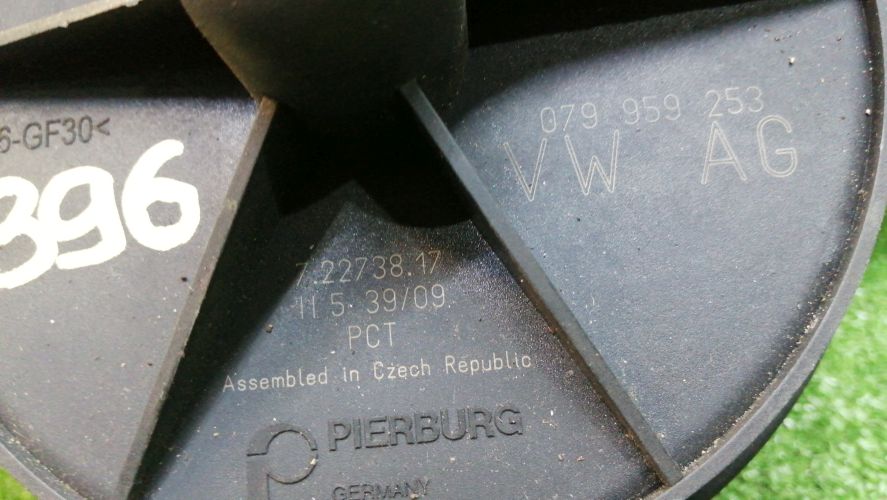 6-GF30<
396
079 959 253
VW AG
7.22738.17
11 5. 39/09
PCT
Assembled in Czech Republic
PIERBURG
GERMANY